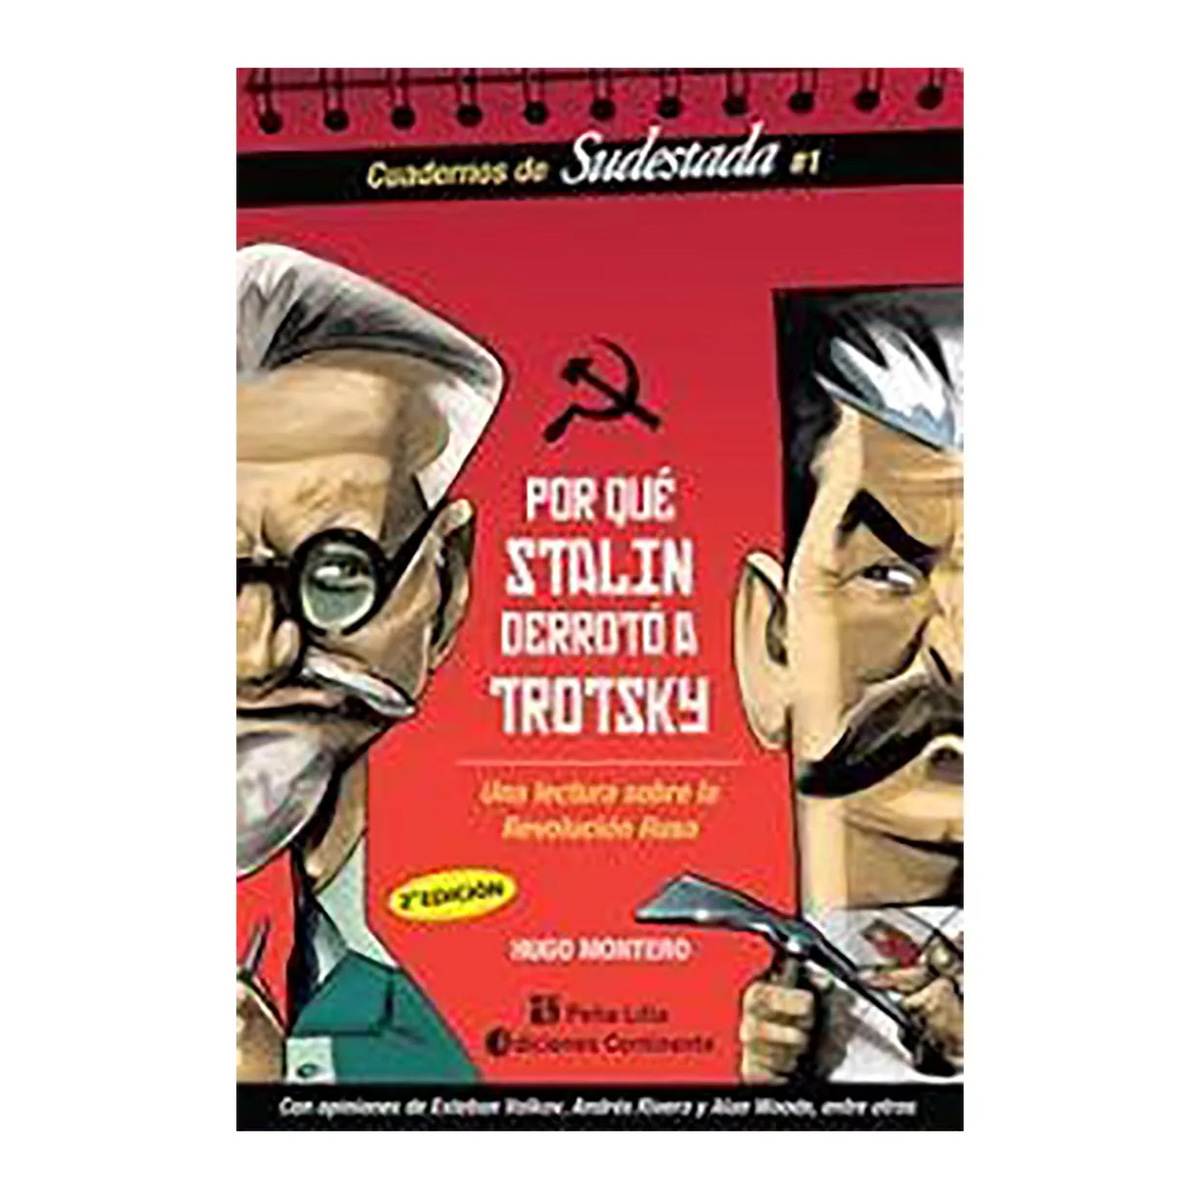 Cuadernos de Sudestada #1
POR QUÉ
STALIN
DERROTÓ A
TROTSKY
Una lectura sobre la
Revolución Rusa
2ª EDICIÓN
HUGO MONTERO
Peña Lillo
Ediciones Continente
Con opiniones de Esteban Volkov, Andrés Rivera y Alan Woods, entre otros